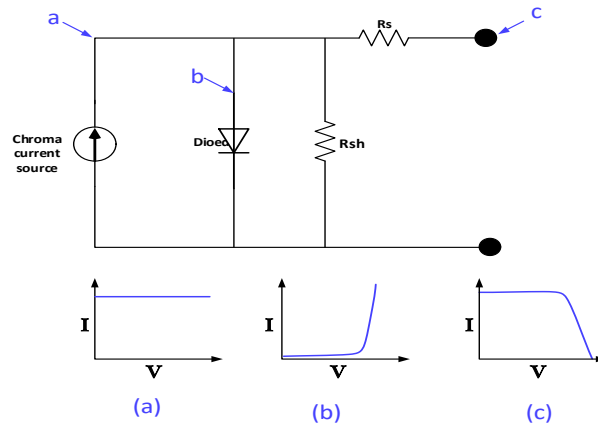 a
Rs
c
b
Chroma
current
source
Dioed
Rsh
I
V
(a)
I
V
(b)
I
V
(c)